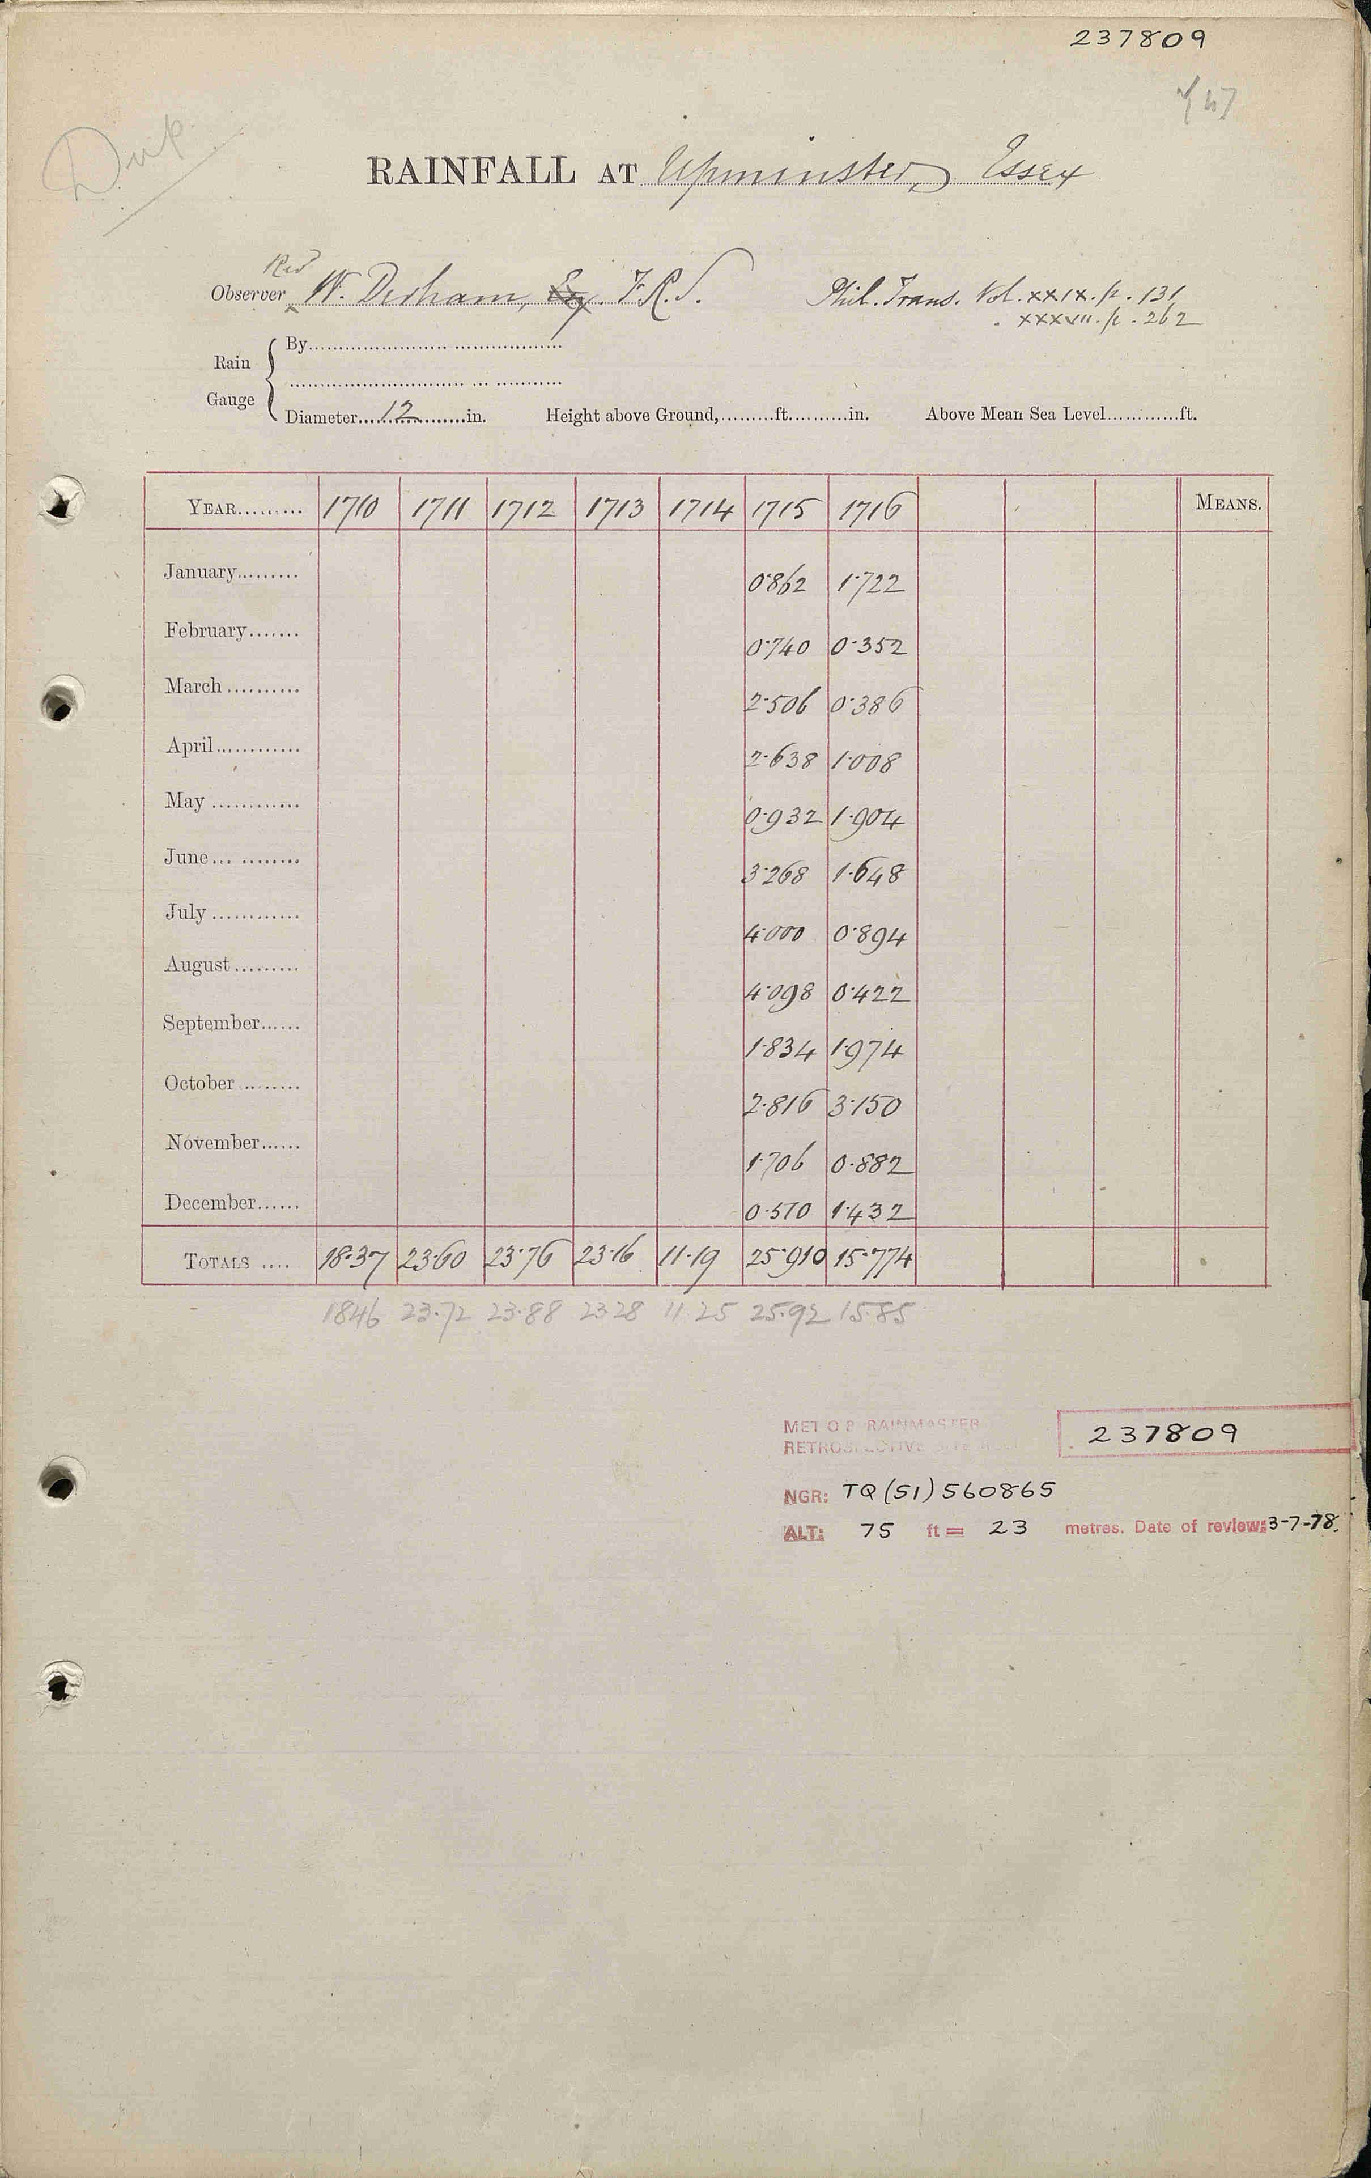 237809
Dup.
RAINFALL AT Upminster, Essex
Rev
Observer W. Derham, Esq. F.R.S. Phil. Trans. Vol. xxix. p. 131
xxxvii. p. 262
Rain Gauge
By
Diameter 12 in. Height above Ground, ft. in. Above Mean Sea Level ft.
YEAR 1710 1711 1712 1713 1714 1715 1716 MEANS.
January 0.862 1.722
February 0.740 0.352
March 2.506 0.386
April 2.638 1.008
May 0.932 1.904
June 3.268 1.648
July 4.000 0.894
August 4.098 0.422
September 1.834 1.974
October 2.816 3.150
November 1.706 0.882
December 0.510 1.432
TOTALS 18.37 23.60 23.76 23.16 11.19 25.910 15.774
1846 23.72 23.88 23 28 11.25 25.92 15.85
MET O 8 RAINMASTER
RETROSPECTIVE 237809
NGR: TQ (51) 560865
ALT: 75 ft = 23 metres. Date of review: 3-7-78.